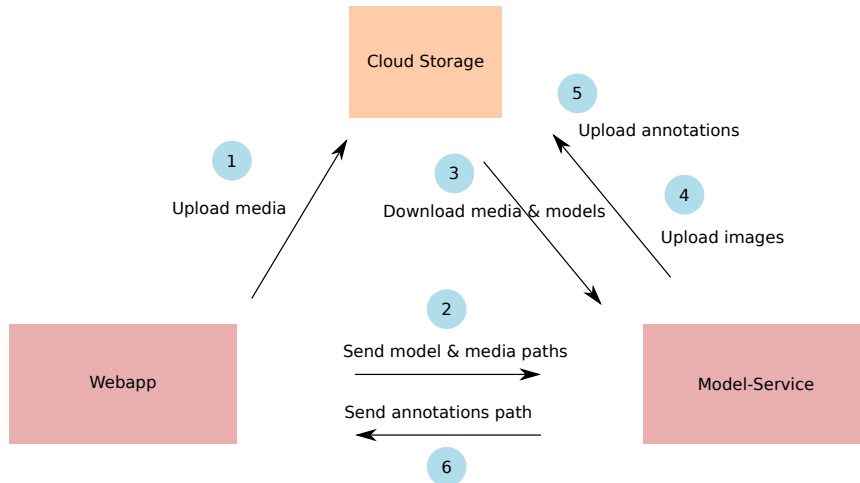 Cloud Storage
5
Upload annotations
1
Upload media
3
Download media & models
4
Upload images
2
Send model & media paths
Webapp
Model-Service
Send annotations path
6